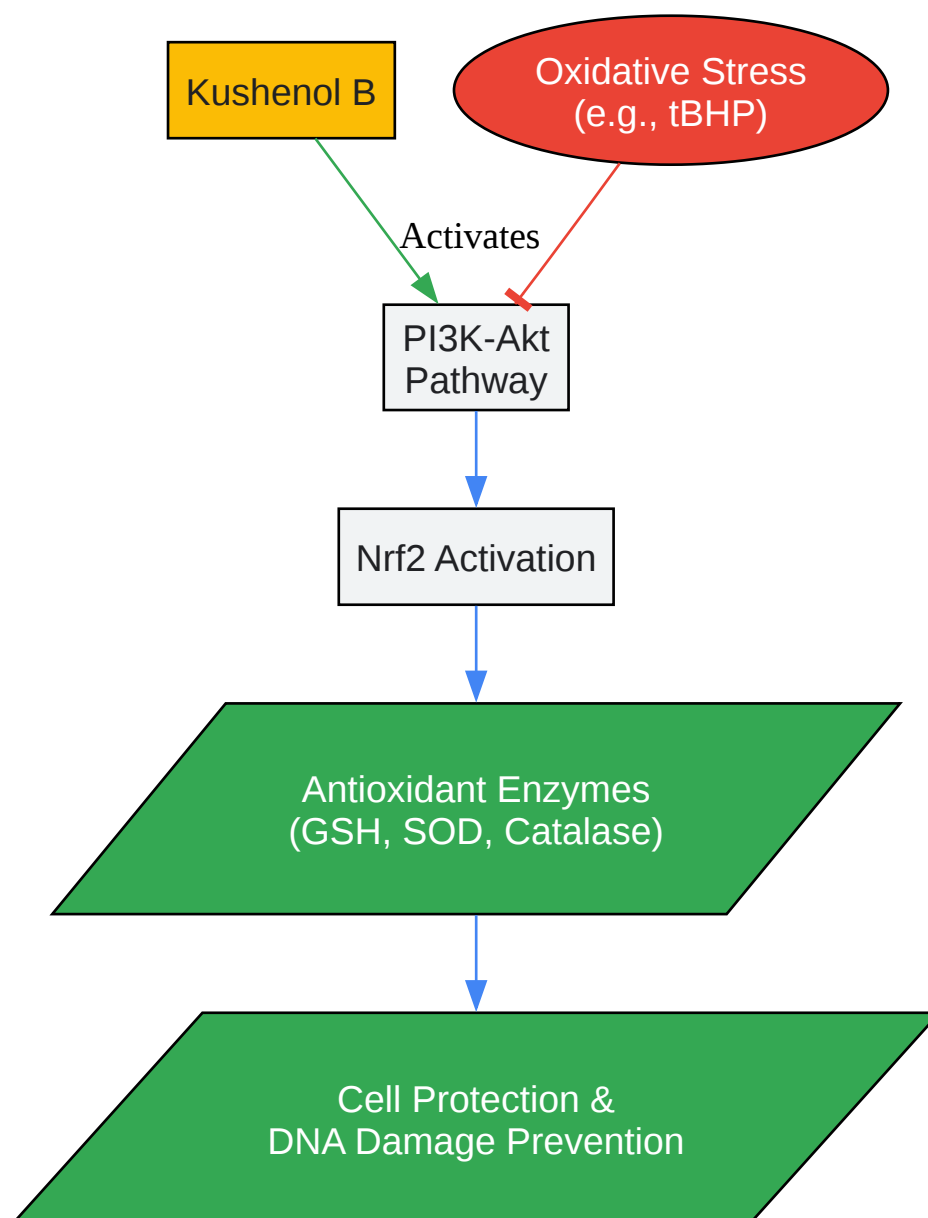 Kushenol B
Oxidative Stress
(e.g., tBHP)
Activates
PI3K-Akt
Pathway
Nrf2 Activation
Antioxidant Enzymes
(GSH, SOD, Catalase)
Cell Protection &
DNA Damage Prevention